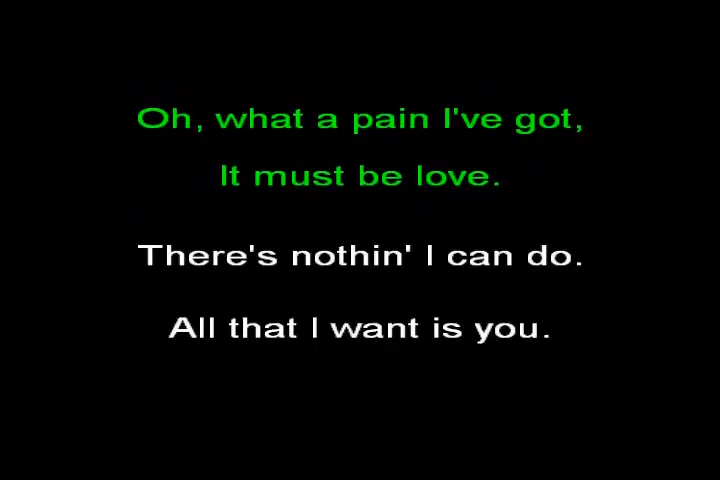 Oh, what a pain I've got,
It must be love.
There's nothin' I can do.
All that I want is you.